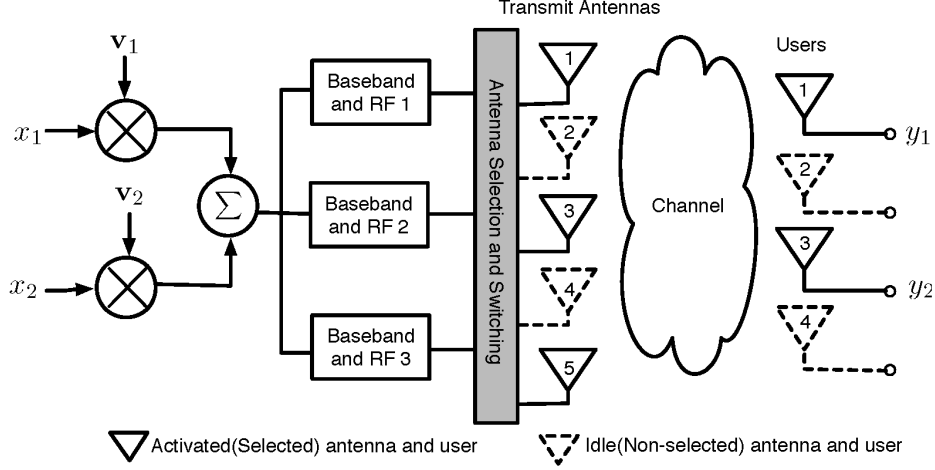 Transmit Antennas
v1
x1
v2
x2
Σ
Baseband
and RF 1
Baseband
and RF 2
Baseband
and RF 3
Antenna Selection and Switching
1
2
3
4
5
Channel
Users
1
y1
2
3
y2
4
Activated(Selected) antenna and user
Idle(Non-selected) antenna and user